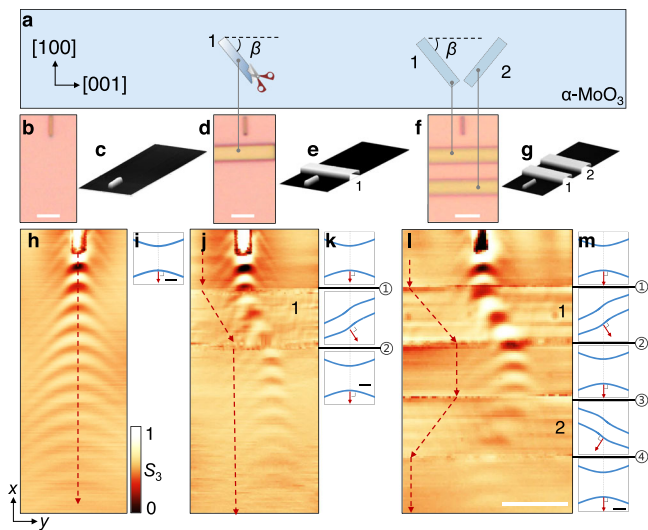 a
[100]
[001]
1
β
β
1
2
α-MoO₃
b
c
d
e
1
f
g
1
2
h
i
j
k
l
m
1
①
②
1
①
②
③
2
④
1
S₃
0
x
y